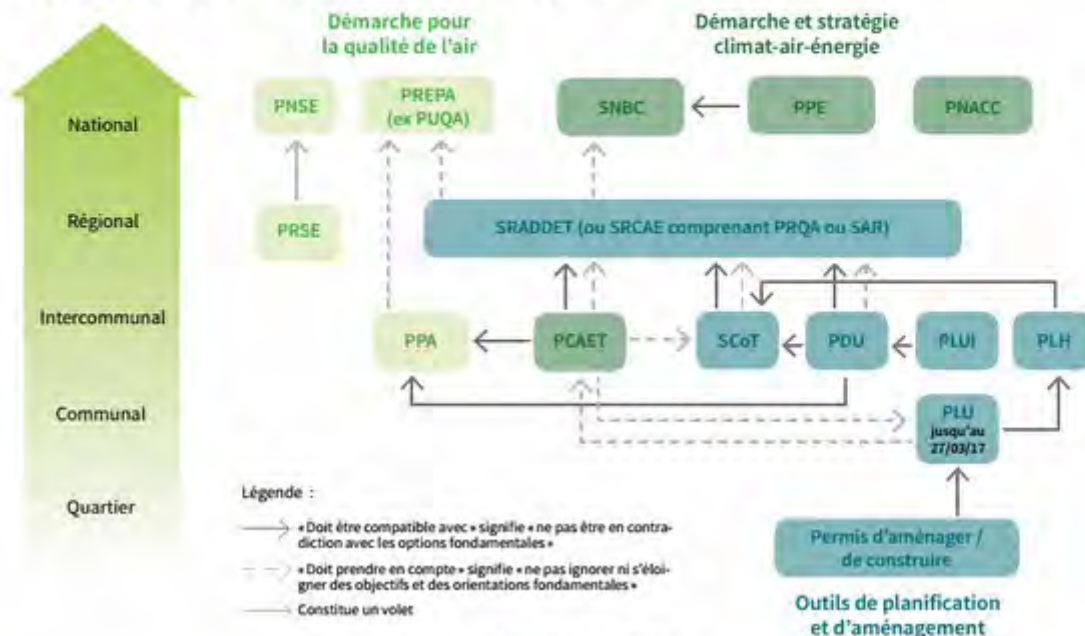 Démarche pour
la qualité de l'air
Démarche et stratégie
climat-air-énergie
National
PNSE
PREPA
(ex PUQA)
SNBC
PPE
PNACC
Régional
PRSE
SRADDET (ou SRCAE comprenant PRQA ou SAR)
Intercommunal
PPA
PCAET
SCoT
PDU
PLUI
PLH
Communal
PLU
jusqu'au
27/03/17
Quartier
Permis d'aménager /
de construire
Outils de planification
et d'aménagement
Légende :
« Doit être compatible avec » signifie « ne pas être en contra-
diction avec les options fondamentales »
« Doit prendre en compte » signifie « ne pas ignorer ni s'éloi-
gner des objectifs et des orientations fondamentales »
Constitue un volet